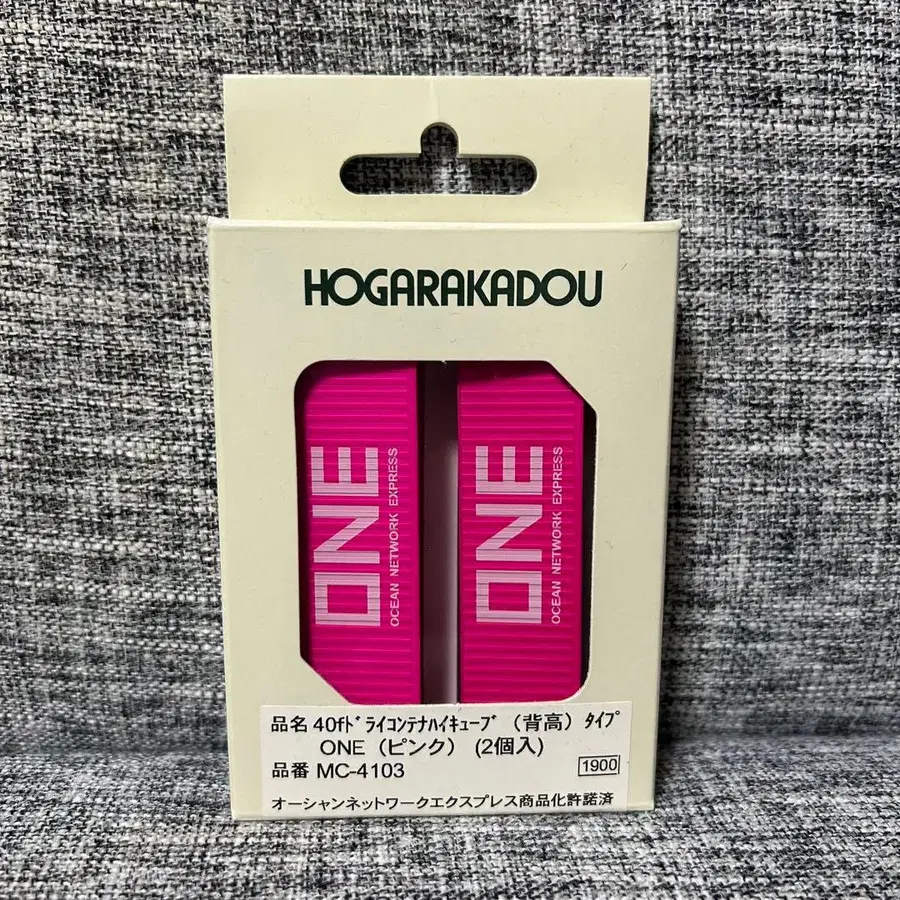 HOGARAKADOU
ONE
OCEAN NETWORK EXPRESS
ONE
OCEAN NETWORK EXPRESS
品名 40fﾄﾞﾗｲｺﾝﾃﾅﾊｲｷｭｰﾌﾞ（背高）ﾀｲﾌﾟ
ONE（ピンク） (2個入)
品番 MC-4103
1900
オーシャンネットワークエクスプレス商品化許諾済